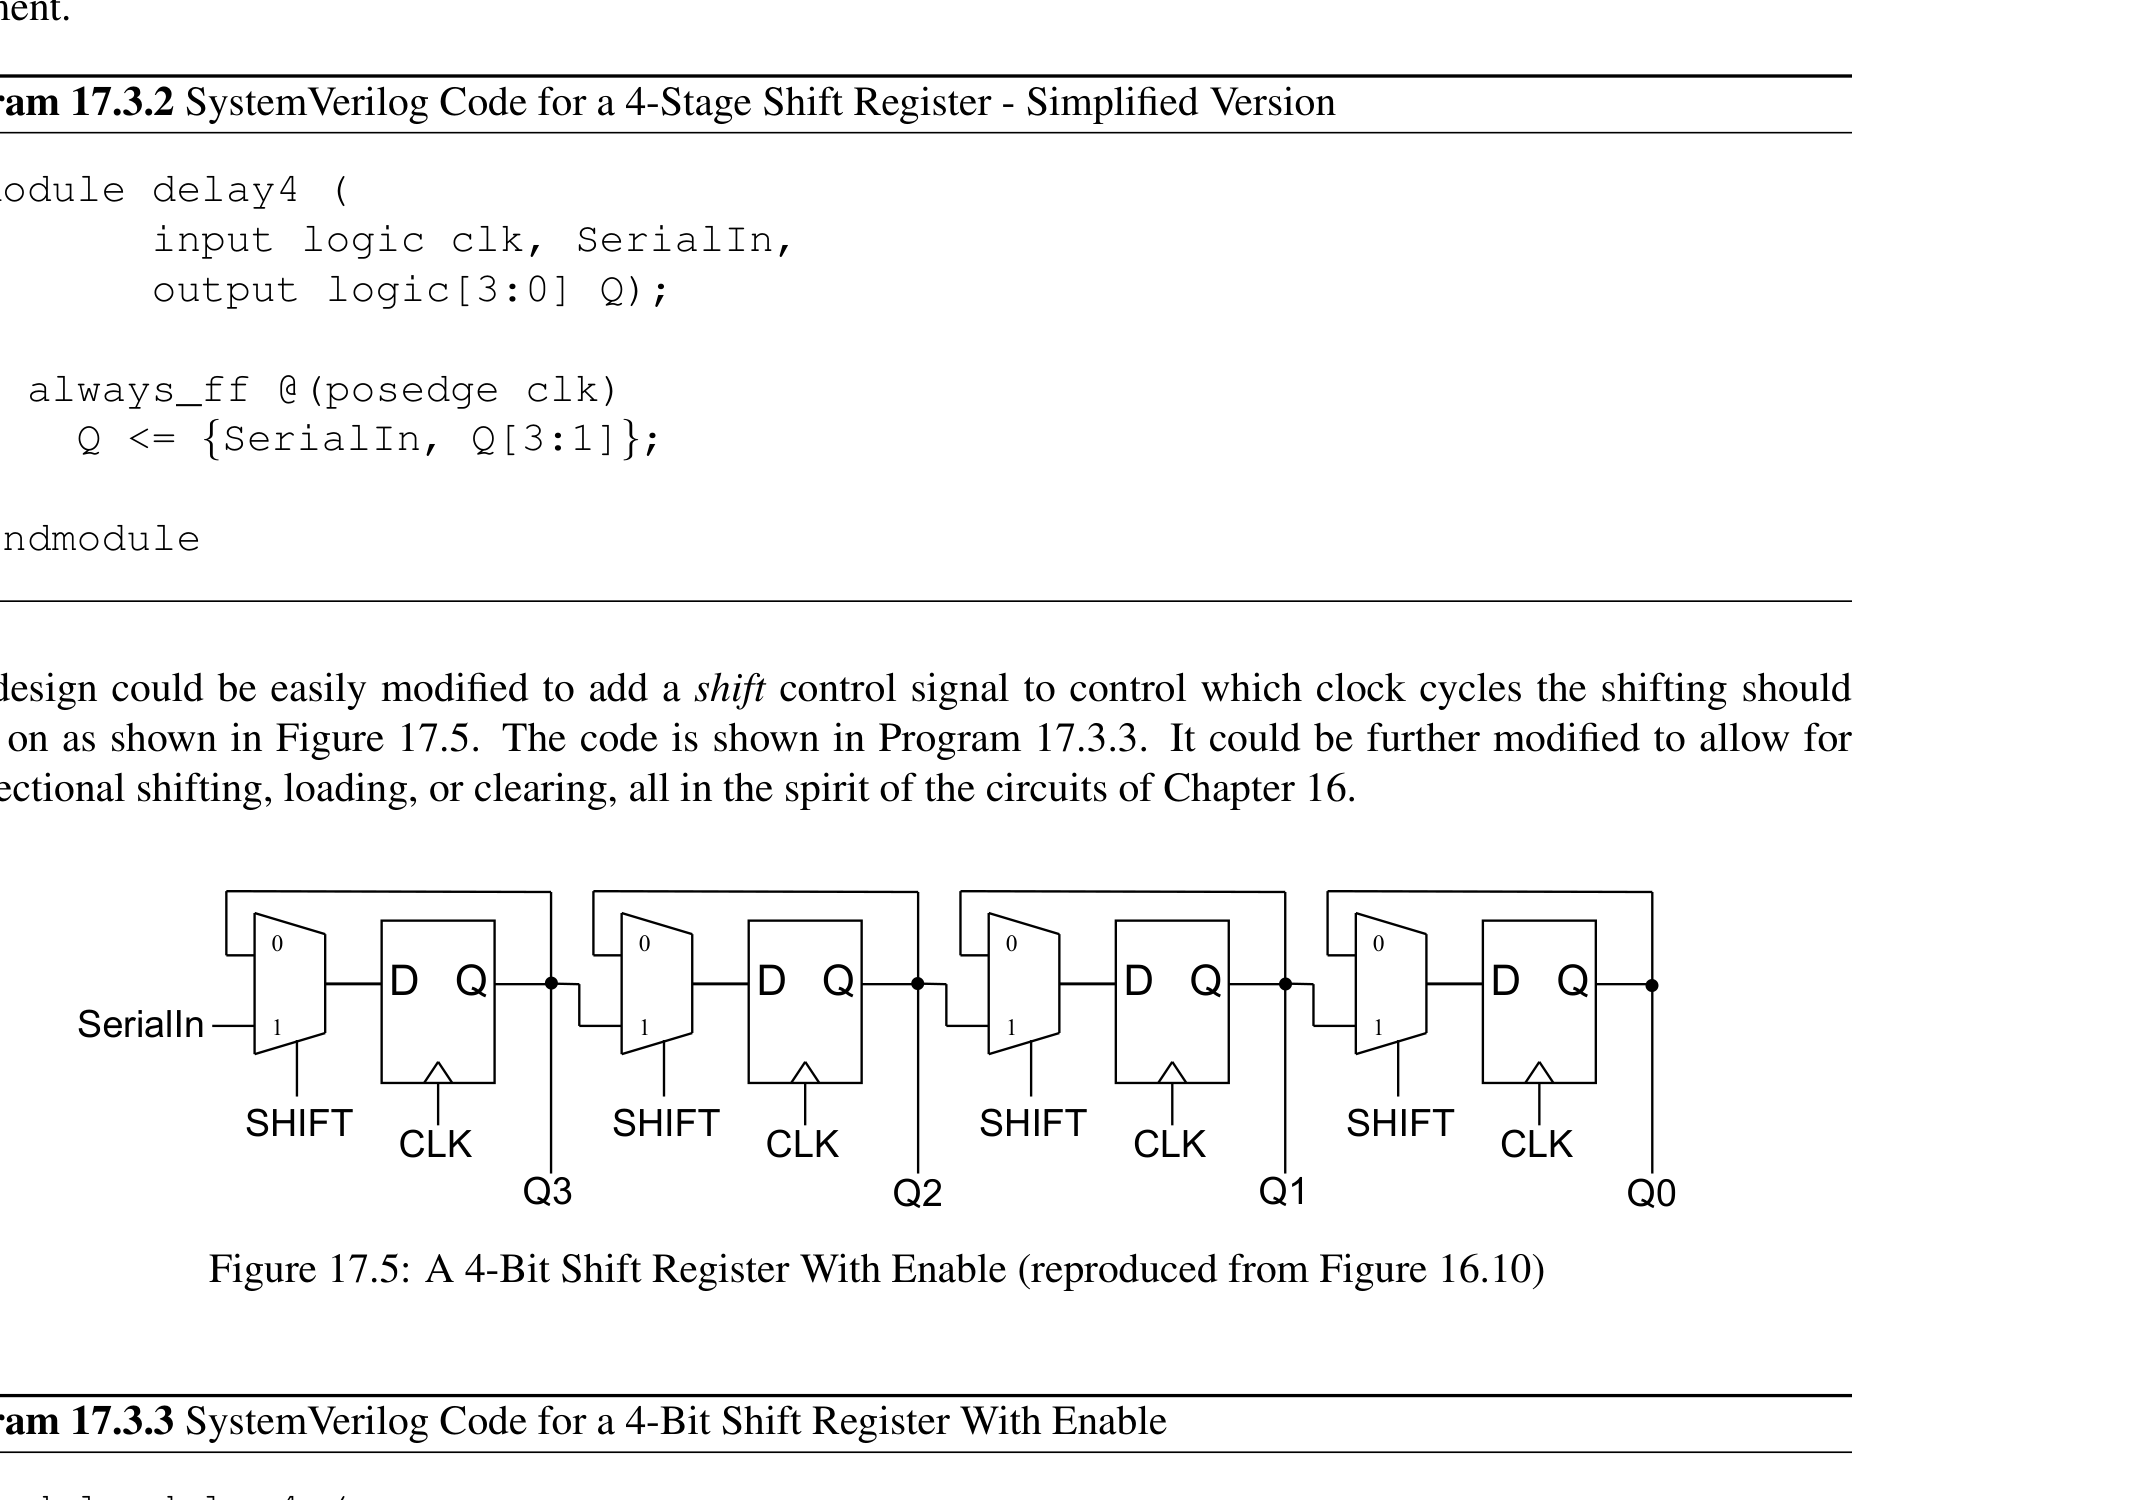 nent.
ram 17.3.2 SystemVerilog Code for a 4-Stage Shift Register - Simplified Version
odule delay4 (
input logic clk, SerialIn,
output logic[3:0] Q);
always_ff @(posedge clk)
Q <= {SerialIn, Q[3:1]};
ndmodule
design could be easily modified to add a shift control signal to control which clock cycles the shifting should
on as shown in Figure 17.5. The code is shown in Program 17.3.3. It could be further modified to allow for
ectional shifting, loading, or clearing, all in the spirit of the circuits of Chapter 16.
0 0 0 0
D Q D Q D Q D Q
SerialIn 1 1 1 1
SHIFT SHIFT SHIFT SHIFT
CLK CLK CLK CLK
Q3 Q2 Q1 Q0
Figure 17.5: A 4-Bit Shift Register With Enable (reproduced from Figure 16.10)
ram 17.3.3 SystemVerilog Code for a 4-Bit Shift Register With Enable